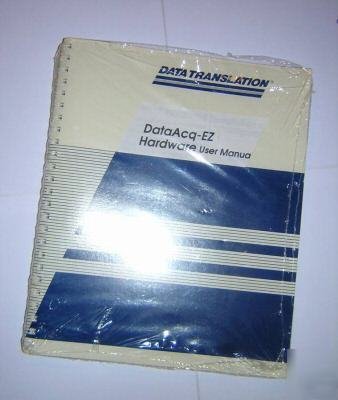 DATA TRANSLATION®
DataAcq-EZ
Hardware User Manua